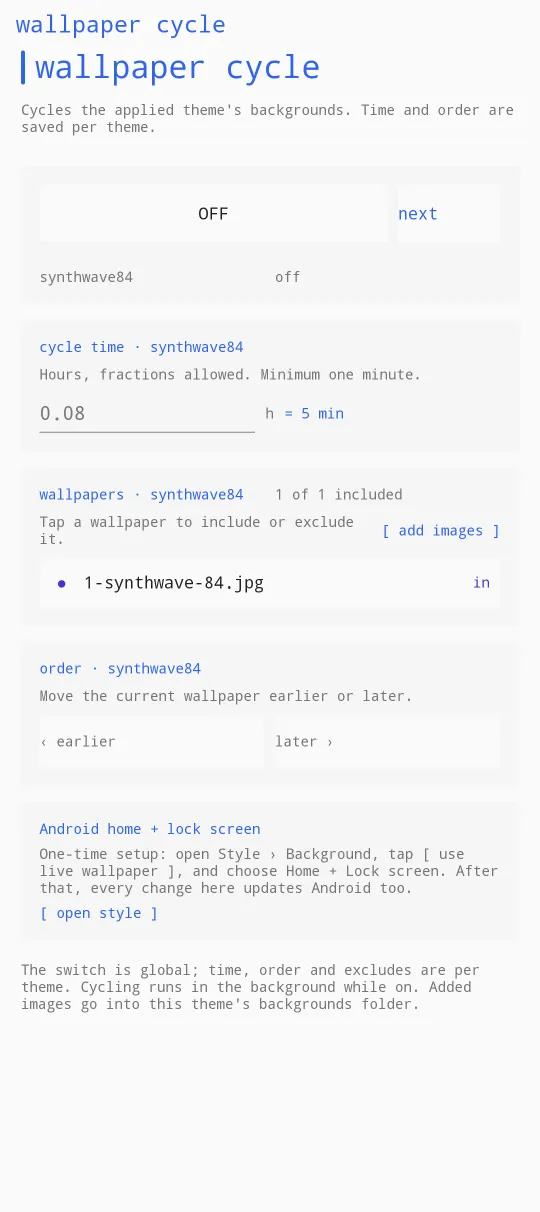 wallpaper cycle
wallpaper cycle
Cycles the applied theme's backgrounds. Time and order are
saved per theme.
OFF
next
synthwave84 off
cycle time · synthwave84
Hours, fractions allowed. Minimum one minute.
0.08 h = 5 min
wallpapers · synthwave84 1 of 1 included
Tap a wallpaper to include or exclude
it.
[ add images ]
● 1-synthwave-84.jpg in
order · synthwave84
Move the current wallpaper earlier or later.
‹ earlier later ›
Android home + lock screen
One-time setup: open Style › Background, tap [ use
live wallpaper ], and choose Home + Lock screen. After
that, every change here updates Android too.
[ open style ]
The switch is global; time, order and excludes are per
theme. Cycling runs in the background while on. Added
images go into this theme's backgrounds folder.